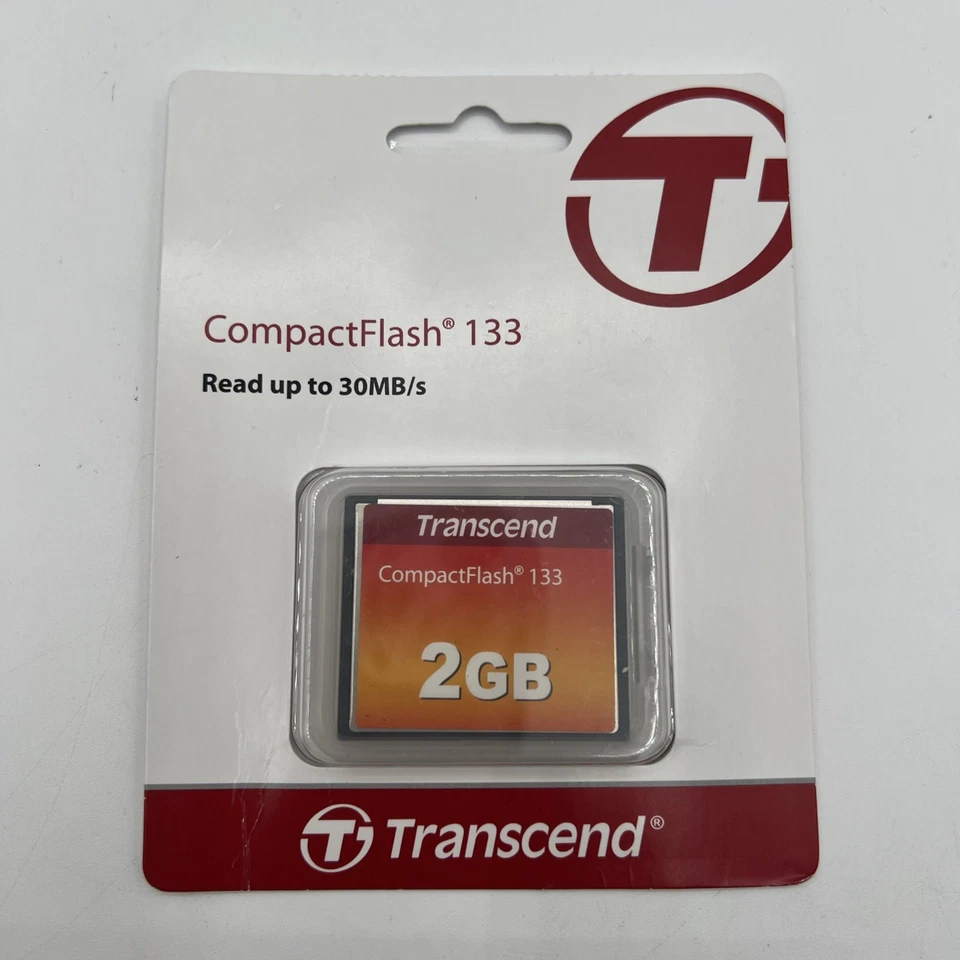 CompactFlash® 133
Read up to 30MB/s
Transcend
CompactFlash® 133
2GB
Transcend®